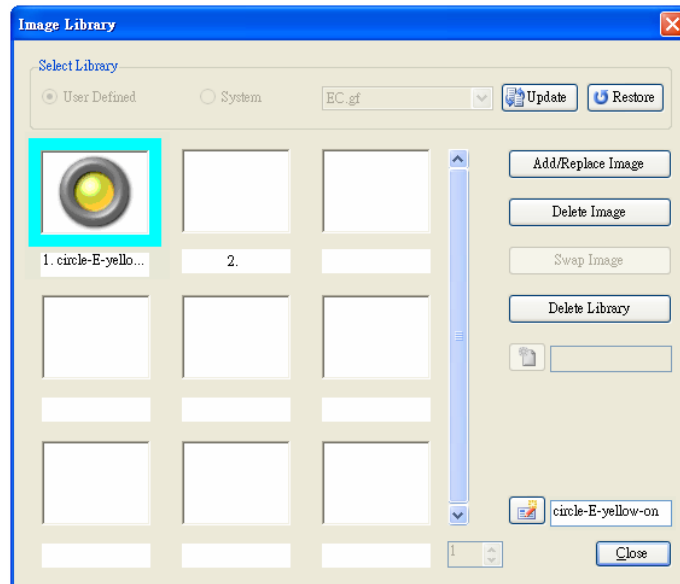 Image Library
Select Library
User Defined
System
EC.gf
Update
Restore
Add/Replace Image
Delete Image
1. circle-E-yello...
2.
Swap Image
Delete Library
circle-E-yellow-on
1
Close